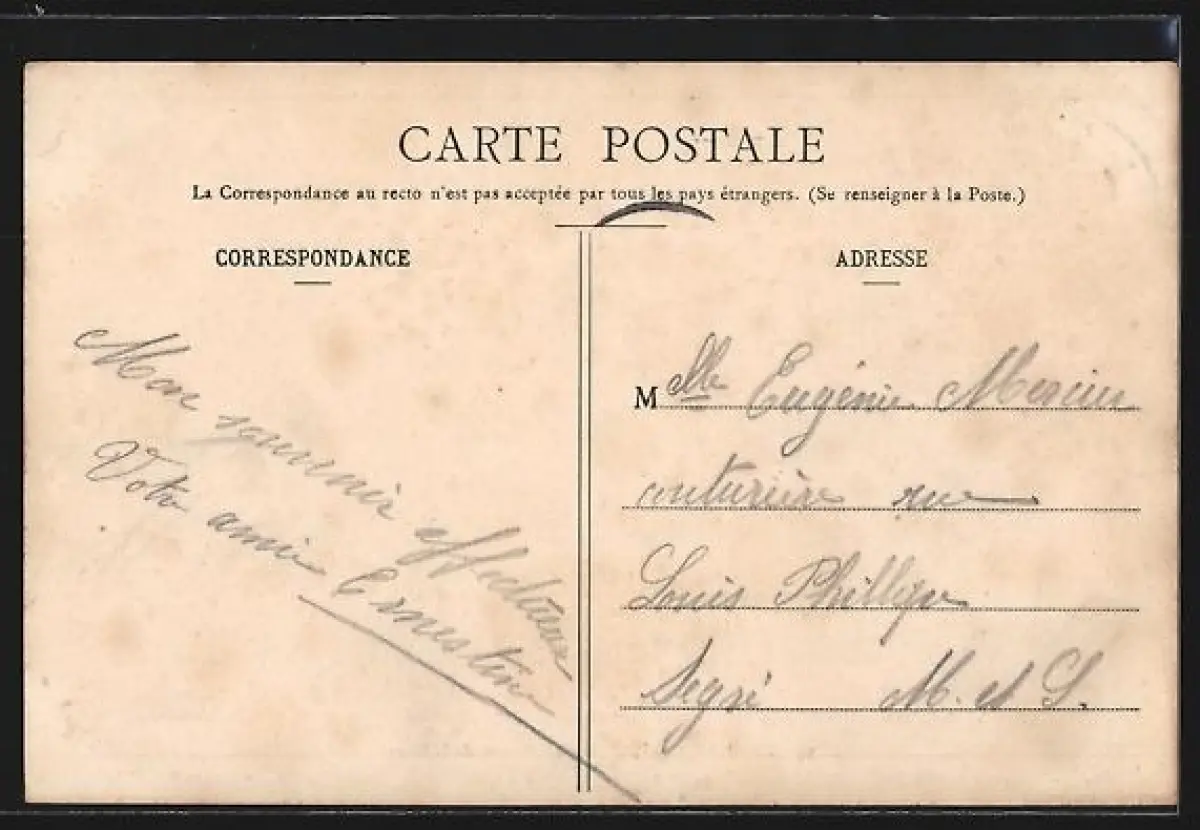 CARTE POSTALE
La Correspondance au recto n'est pas acceptée par tous les pays étrangers. (Se renseigner à la Poste.)
CORRESPONDANCE
Mon souvenir affectueux
Votre amie Ernestine
ADRESSE
Mlle Eugénie Mercier
couturière rue
Louis Phillipe
Segré M. et L.